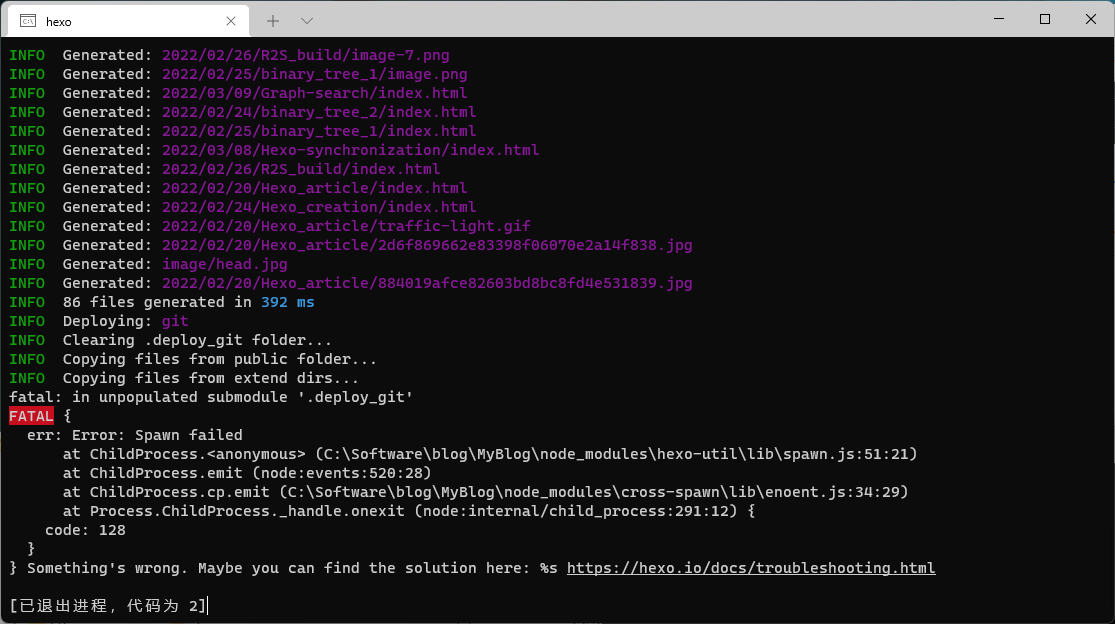 hexo
INFO  Generated: 2022/02/26/R2S_build/image-7.png
INFO  Generated: 2022/02/25/binary_tree_1/image.png
INFO  Generated: 2022/03/09/Graph-search/index.html
INFO  Generated: 2022/02/24/binary_tree_2/index.html
INFO  Generated: 2022/02/25/binary_tree_1/index.html
INFO  Generated: 2022/03/08/Hexo-synchronization/index.html
INFO  Generated: 2022/02/26/R2S_build/index.html
INFO  Generated: 2022/02/20/Hexo_article/index.html
INFO  Generated: 2022/02/24/Hexo_creation/index.html
INFO  Generated: 2022/02/20/Hexo_article/traffic-light.gif
INFO  Generated: 2022/02/20/Hexo_article/2d6f869662e83398f06070e2a14f838.jpg
INFO  Generated: image/head.jpg
INFO  Generated: 2022/02/20/Hexo_article/884019afce82603bd8bc8fd4e531839.jpg
INFO  86 files generated in 392 ms
INFO  Deploying: git
INFO  Clearing .deploy_git folder...
INFO  Copying files from public folder...
INFO  Copying files from extend dirs...
fatal: in unpopulated submodule '.deploy_git'
FATAL {
  err: Error: Spawn failed
      at ChildProcess.<anonymous> (C:\Software\blog\MyBlog\node_modules\hexo-util\lib\spawn.js:51:21)
      at ChildProcess.emit (node:events:520:28)
      at ChildProcess.cp.emit (C:\Software\blog\MyBlog\node_modules\cross-spawn\lib\enoent.js:34:29)
      at Process.ChildProcess._handle.onexit (node:internal/child_process:291:12) {
    code: 128
  }
} Something's wrong. Maybe you can find the solution here: %s https://hexo.io/docs/troubleshooting.html
[已退出进程，代码为 2]